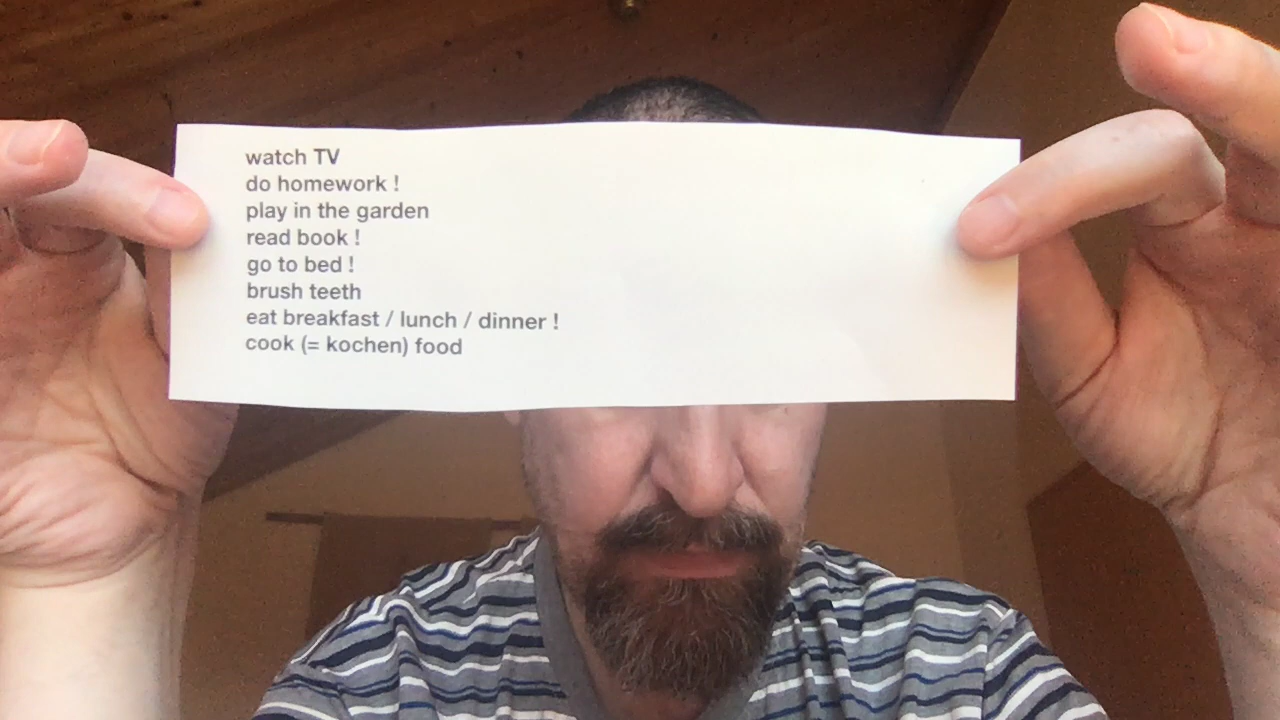 watch TV
do homework !
play in the garden
read book !
go to bed !
brush teeth
eat breakfast / lunch / dinner !
cook (= kochen) food